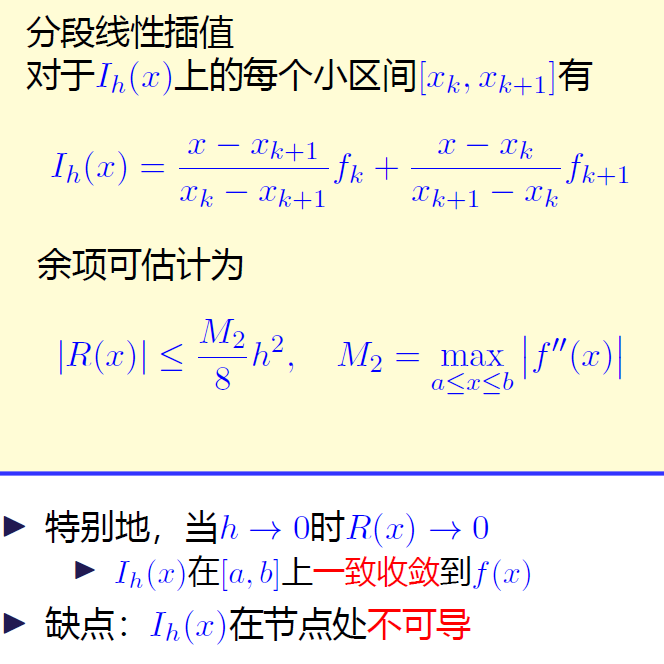 分段线性插值
对于$I_h(x)$上的每个小区间$[x_k, x_{k+1}]$有
$I_h(x) = \frac{x - x_{k+1}}{x_k - x_{k+1}} f_k + \frac{x - x_k}{x_{k+1} - x_k} f_{k+1}$
余项可估计为
$|R(x)| \leq \frac{M_2}{8} h^2, \quad M_2 = \max_{a \leq x \leq b} |f''(x)|$
▶ 特别地，当$h \to 0$时$R(x) \to 0$
▶ $I_h(x)$在$[a, b]$上一致收敛到$f(x)$
▶ 缺点：$I_h(x)$在节点处不可导